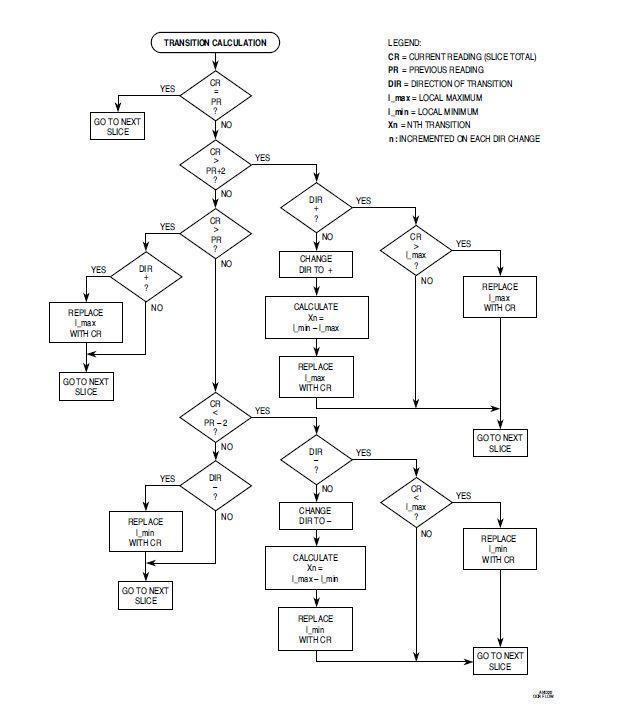 TRANSITION CALCULATION
LEGEND:
CR = CURRENT READING (SLICE TOTAL)
PR = PREVIOUS READING
DIR = DIRECTION OF TRANSITION
l_max = LOCAL MAXIMUM
l_min = LOCAL MINIMUM
Xn = NTH TRANSITION
n: INCREMENTED ON EACH DIR CHANGE
CR
=
PR
?
YES
NO
GO TO NEXT
SLICE
CR
>
PR+2
?
YES
NO
CR
>
PR
?
YES
NO
DIR
+
?
YES
NO
REPLACE
l_max
WITH CR
GO TO NEXT
SLICE
DIR
+
?
YES
NO
CHANGE
DIR TO +
CALCULATE
Xn =
l_min – l_max
REPLACE
l_max
WITH CR
CR
>
l_max
?
YES
NO
REPLACE
l_max
WITH CR
GO TO NEXT
SLICE
CR
<
PR – 2
?
YES
NO
DIR
–
?
YES
NO
REPLACE
l_min
WITH CR
GO TO NEXT
SLICE
DIR
–
?
YES
NO
CHANGE
DIR TO –
CALCULATE
Xn =
l_max – l_min
REPLACE
l_min
WITH CR
CR
<
l_max
?
YES
NO
REPLACE
l_min
WITH CR
GO TO NEXT
SLICE